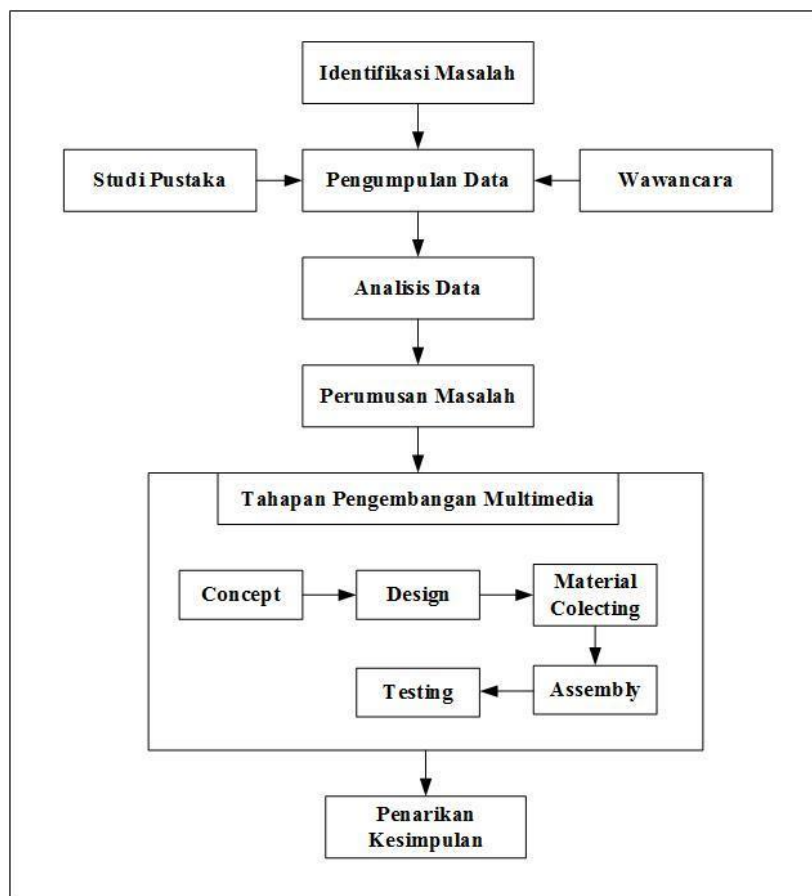 Identifikasi Masalah
Studi Pustaka
Pengumpulan Data
Wawancara
Analisis Data
Perumusan Masalah
Tahapan Pengembangan Multimedia
Concept
Design
Material
Colecting
Testing
Assembly
Penarikan
Kesimpulan